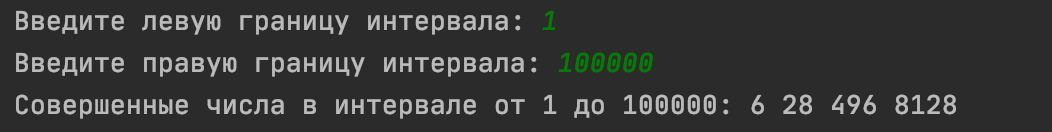 Введите левую границу интервала: 1
Введите правую границу интервала: 100000
Совершенные числа в интервале от 1 до 100000: 6 28 496 8128